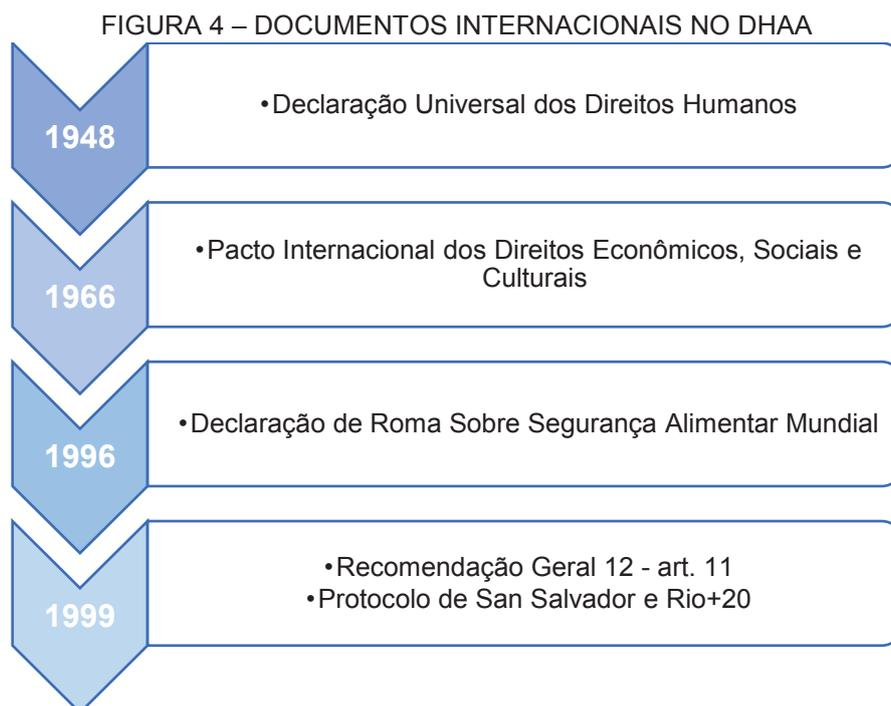 FIGURA 4 – DOCUMENTOS INTERNACIONAIS NO DHAA
1948
•Declaração Universal dos Direitos Humanos
1966
•Pacto Internacional dos Direitos Econômicos, Sociais e
Culturais
1996
•Declaração de Roma Sobre Segurança Alimentar Mundial
1999
•Recomendação Geral 12 - art. 11
•Protocolo de San Salvador e Rio+20